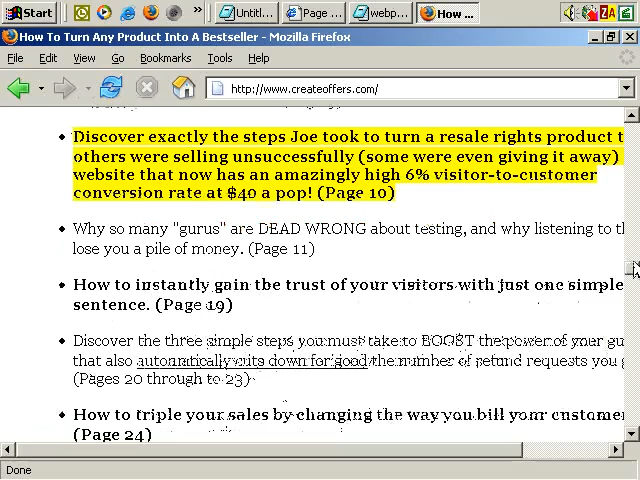 Start
Untitl...
Page ...
webp...
How ...
ZA
How To Turn Any Product Into A Bestseller - Mozilla Firefox
File Edit View Go Bookmarks Tools Help
http://www.createoffers.com/
Discover exactly the steps Joe took to turn a resale rights product t
others were selling unsuccessfully (some were even giving it away)
website that now has an amazingly high 6% visitor-to-customer
conversion rate at $40 a pop! (Page 10)
Why so many "gurus" are DEAD WRONG about testing, and why listening to th
lose you a pile of money. (Page 11)
How to instantly gain the trust of your visitors with just one simple
sentence. (Page 19)
Discover the three simple steps you must take to BOOST the power of your gu
that also automatically cuts down for good the number of refund requests you g
(Pages 20 through to 23)
How to triple your sales by changing the way you bill your custome
(Page 24)
Done